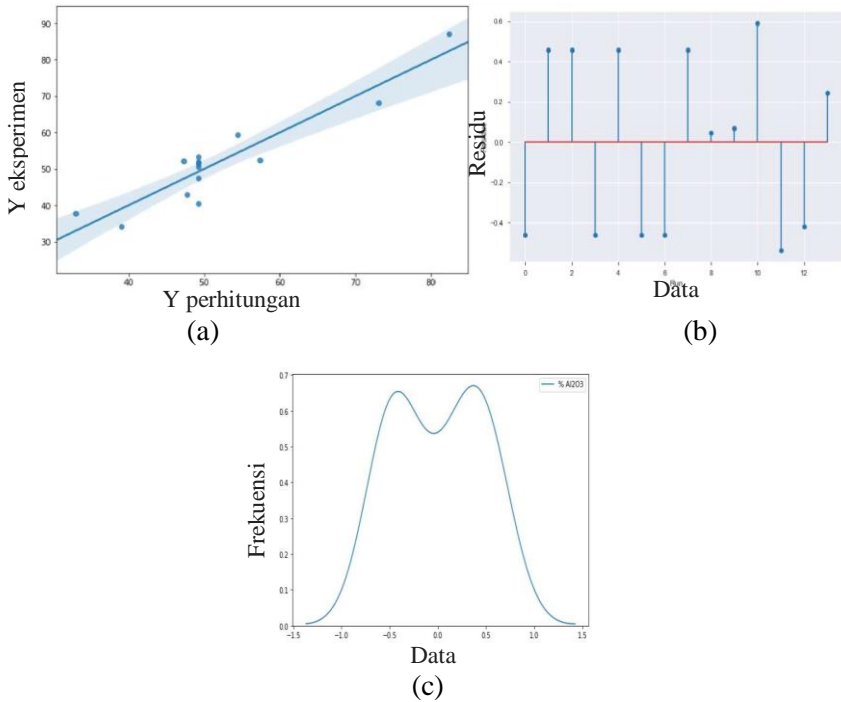 90
80
70
60
50
40
30
Y eksperimen
40 50 60 70 80
Y perhitungan
(a)
0.6
0.4
0.2
0.0
−0.2
−0.4
Residu
0 2 4 6 8 10 12
Data
(b)
0.7
0.6
0.5
0.4
0.3
0.2
0.1
0.0
Frekuensi
% Al2O3
−1.5 −1.0 −0.5 0.0 0.5 1.0 1.5
Data
(c)